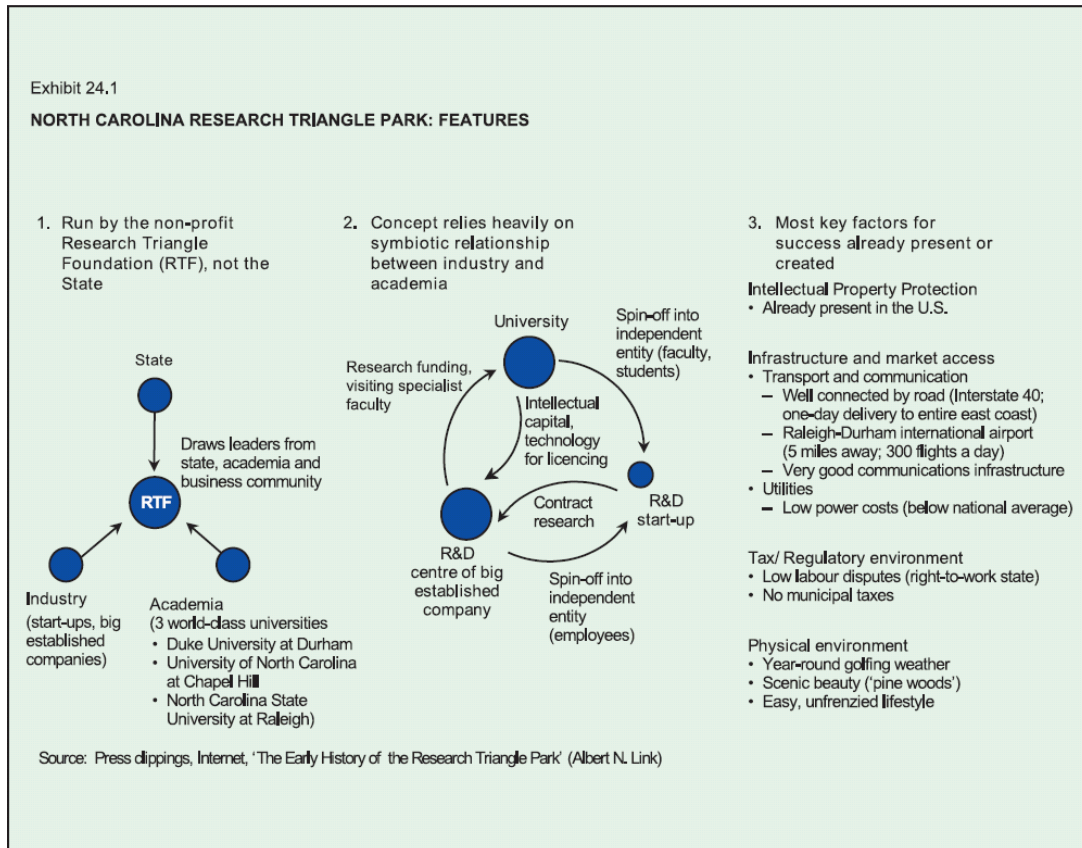 Exhibit 24.1
NORTH CAROLINA RESEARCH TRIANGLE PARK: FEATURES
1. Run by the non-profit
Research Triangle
Foundation (RTF), not the
State
State
Draws leaders from
state, academia and
business community
RTF
Industry
(start-ups, big
established
companies)
Academia
(3 world-class universities
• Duke University at Durham
• University of North Carolina
at Chapel Hill
• North Carolina State
University at Raleigh)
2. Concept relies heavily on
symbiotic relationship
between industry and
academia
University
Spin-off into
independent
entity (faculty,
students)
Research funding,
visiting specialist
faculty
Intellectual
capital,
technology
for licencing
Contract
research
R&D
start-up
R&D
centre of big
established
company
Spin-off into
independent
entity
(employees)
3. Most key factors for
success already present or
created
Intellectual Property Protection
• Already present in the U.S.
Infrastructure and market access
• Transport and communication
– Well connected by road (Interstate 40;
one-day delivery to entire east coast)
– Raleigh-Durham international airport
(5 miles away; 300 flights a day)
– Very good communications infrastructure
• Utilities
– Low power costs (below national average)
Tax/ Regulatory environment
• Low labour disputes (right-to-work state)
• No municipal taxes
Physical environment
• Year-round golfing weather
• Scenic beauty (‘pine woods’)
• Easy, unfrenzied lifestyle
Source: Press clippings, Internet, ‘The Early History of the Research Triangle Park’ (Albert N. Link)